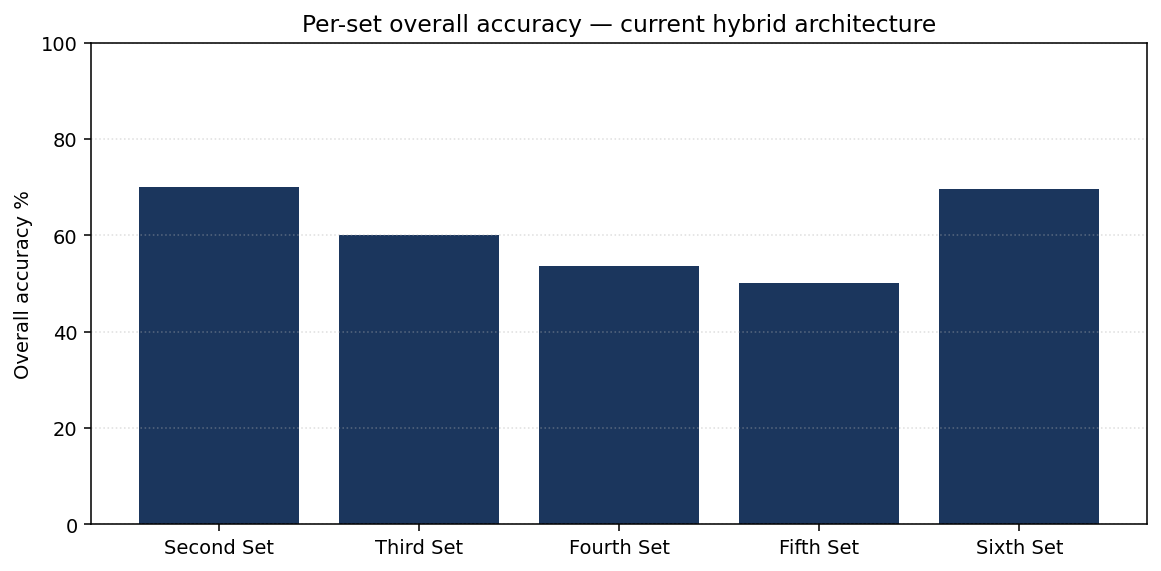 Per-set overall accuracy — current hybrid architecture
Overall accuracy %
100
80
60
40
20
0
Second Set
Third Set
Fourth Set
Fifth Set
Sixth Set